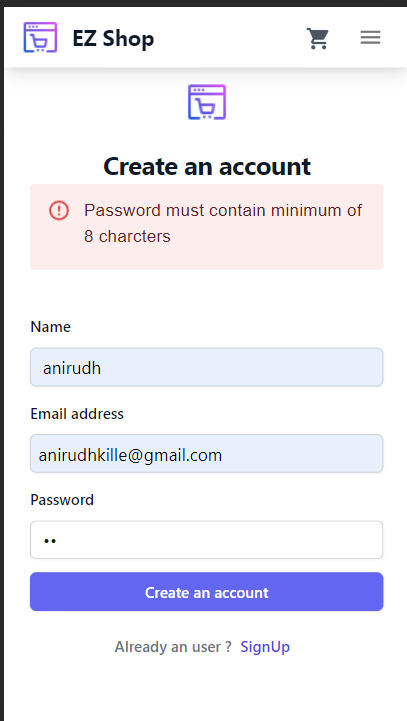 EZ Shop
Create an account
Password must contain minimum of
8 charcters
Name
anirudh
Email address
anirudhkille@gmail.com
Password
••
Create an account
Already an user ? SignUp